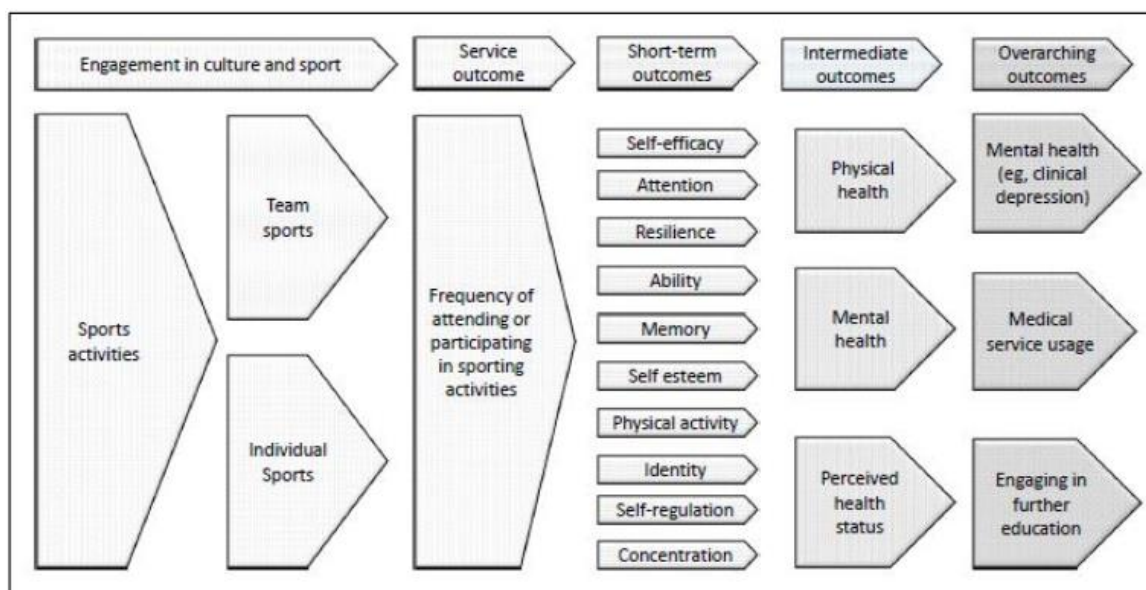 Engagement in culture and sport
Service
outcome
Short-term
outcomes
Intermediate
outcomes
Overarching
outcomes
Sports
activities
Team
sports
Individual
Sports
Frequency of
attending or
participating
in sporting
activities
Self-efficacy
Attention
Resilience
Ability
Memory
Self esteem
Physical activity
Identity
Self-regulation
Concentration
Physical
health
Mental
health
Perceived
health
status
Mental health
(eg, clinical
depression)
Medical
service usage
Engaging in
further
education